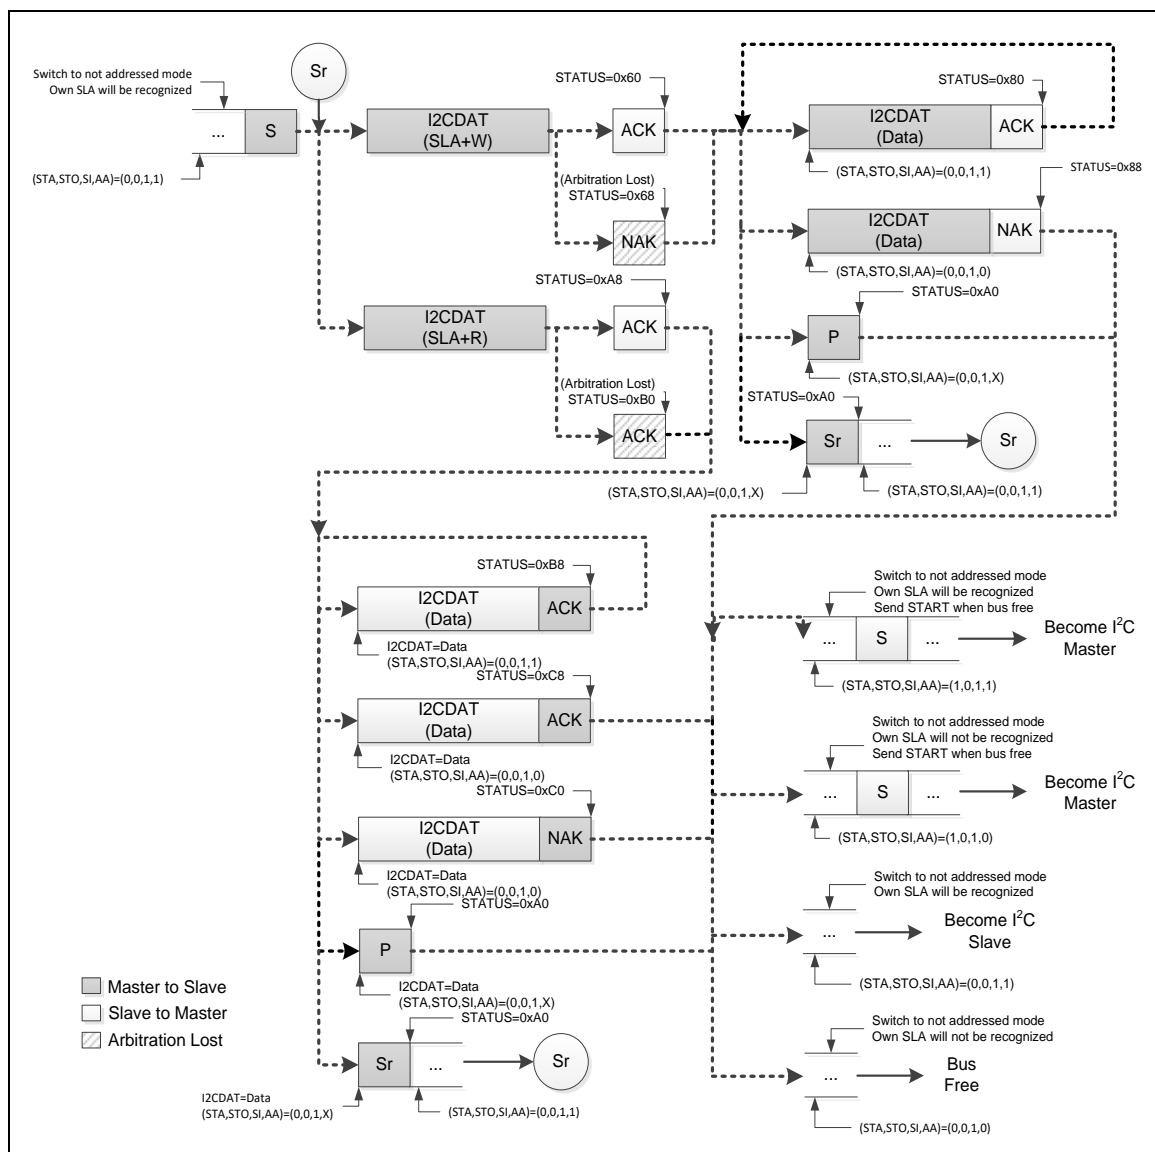 Switch to not addressed mode
Own SLA will be recognized
...
S
(STA,STO,SI,AA)=(0,0,1,1)
Sr
I2CDAT
(SLA+W)
STATUS=0x60
ACK
(Arbitration Lost)
STATUS=0x68
NAK
STATUS=0x80
I2CDAT
(Data)
ACK
(STA,STO,SI,AA)=(0,0,1,1)
STATUS=0x88
I2CDAT
(Data)
NAK
(STA,STO,SI,AA)=(0,0,1,0)
STATUS=0xA0
P
(STA,STO,SI,AA)=(0,0,1,X)
STATUS=0xA0
Sr
...
Sr
(STA,STO,SI,AA)=(0,0,1,X)
(STA,STO,SI,AA)=(0,0,1,1)
STATUS=0xA8
I2CDAT
(SLA+R)
ACK
(Arbitration Lost)
STATUS=0xB0
ACK
STATUS=0xB8
I2CDAT
(Data)
ACK
I2CDAT=Data
(STA,STO,SI,AA)=(0,0,1,1)
STATUS=0xC8
I2CDAT
(Data)
ACK
I2CDAT=Data
(STA,STO,SI,AA)=(0,0,1,0)
STATUS=0xC0
I2CDAT
(Data)
NAK
I2CDAT=Data
(STA,STO,SI,AA)=(0,0,1,0)
STATUS=0xA0
P
I2CDAT=Data
(STA,STO,SI,AA)=(0,0,1,X)
STATUS=0xA0
Sr
...
Sr
I2CDAT=Data
(STA,STO,SI,AA)=(0,0,1,X)
(STA,STO,SI,AA)=(0,0,1,1)
Switch to not addressed mode
Own SLA will be recognized
Send START when bus free
...
S
...
Become I²C
Master
(STA,STO,SI,AA)=(1,0,1,1)
Switch to not addressed mode
Own SLA will not be recognized
Send START when bus free
...
S
...
Become I²C
Master
(STA,STO,SI,AA)=(1,0,1,0)
Switch to not addressed mode
Own SLA will be recognized
...
Become I²C
Slave
(STA,STO,SI,AA)=(0,0,1,1)
Switch to not addressed mode
Own SLA will not be recognized
...
Bus
Free
(STA,STO,SI,AA)=(0,0,1,0)
Master to Slave
Slave to Master
Arbitration Lost